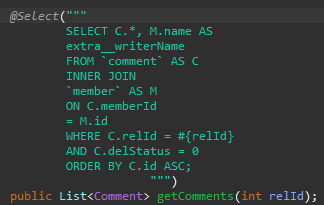 @Select("""
SELECT C.*, M.name AS
extra__writerName
FROM `comment` AS C
INNER JOIN
`member` AS M
ON C.memberId
= M.id
WHERE C.relId = #{relId}
AND C.delStatus = 0
ORDER BY C.id ASC;
""")
public List<Comment> getComments(int relId);